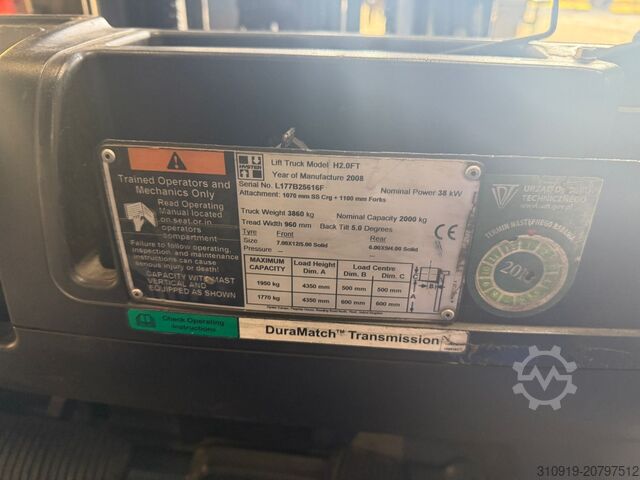 Trained Operators and
Mechanics Only
Read Operating
Manual located
on seat or in
operators
compartment
Failure to follow operating,
inspection, and maintenance
instructions could cause
serious injury or death!
CAPACITY WITH MAST
VERTICAL AND
EQUIPPED AS SHOWN
HYSTER
Lift Truck Model H2.0FT
Year of Manufacture 2008
Serial No. L177B25616F
Nominal Power 38 kW
Attachment: 1070 mm SS Crg + 1100 mm Forks
Truck Weight 3860 kg Nominal Capacity 2000 kg
Tread Width 960 mm Back Tilt 5.0 Degrees
Tyre Front Rear
Size: 7.00X12/5.00 Solid 6.00X9/4.00 Solid
Pressure -- --
MAXIMUM CAPACITY Load Height Dim. A Load Centre Dim. B Dim. C
1950 kg 4350 mm 500 mm 500 mm
1770 kg 4350 mm 600 mm 600 mm
CE
A
B
Check Operating
Instructions
DuraMatch™ Transmission
URZĄD DOZORU
TECHNICZNEGO
TERMIN NASTĘPNEGO BADANIA
310919-20797512